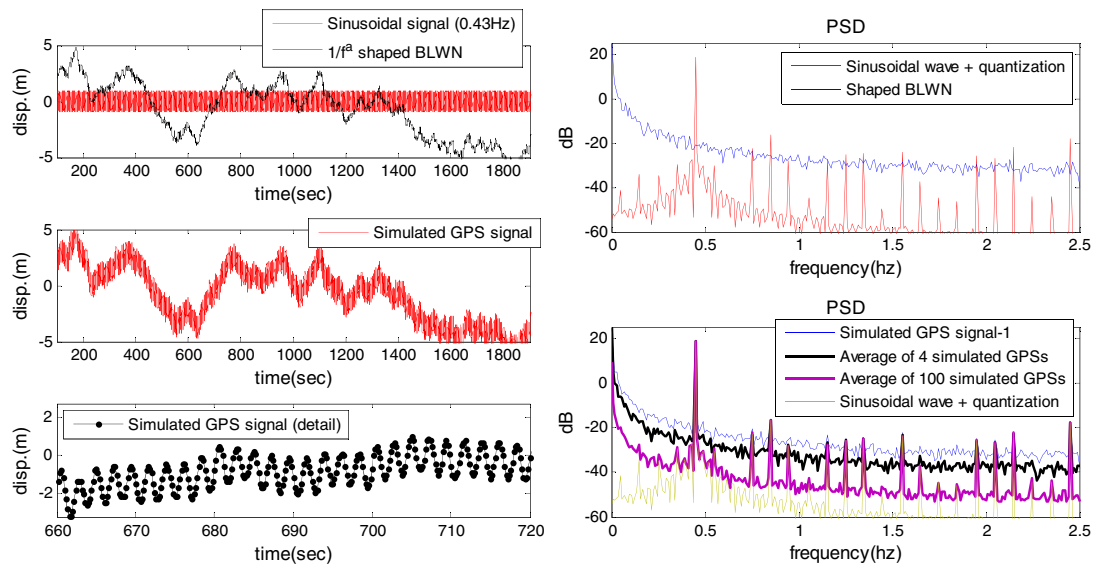 Sinusoidal signal (0.43Hz)
1/fᵃ shaped BLWN
5
0
-5
disp.(m)
200 400 600 800 1000 1200 1400 1600 1800
time(sec)
Simulated GPS signal
5
0
-5
disp.(m)
200 400 600 800 1000 1200 1400 1600 1800
time(sec)
Simulated GPS signal (detail)
2
0
-2
disp.(m)
660 670 680 690 700 710 720
time(sec)
PSD
Sinusoidal wave + quantization
Shaped BLWN
20
0
-20
-40
-60
dB
0 0.5 1 1.5 2 2.5
frequency(hz)
PSD
Simulated GPS signal-1
Average of 4 simulated GPSs
Average of 100 simulated GPSs
Sinusoidal wave + quantization
20
0
-20
-40
-60
dB
0 0.5 1 1.5 2 2.5
frequency(hz)